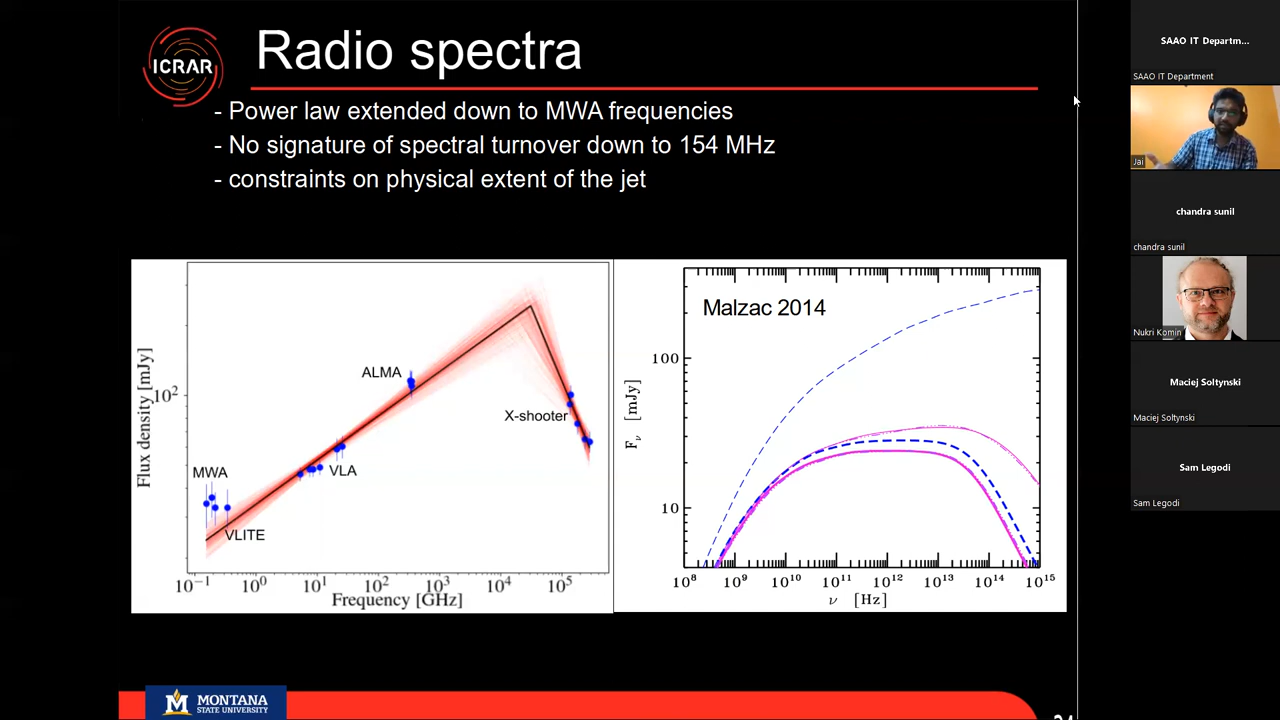 ICRAR
Radio spectra
- Power law extended down to MWA frequencies
- No signature of spectral turnover down to 154 MHz
- constraints on physical extent of the jet
Flux density [mJy]
10²
MWA
VLITE
VLA
ALMA
X-shooter
10⁻¹ 10⁰ 10¹ 10² 10³ 10⁴ 10⁵
Frequency [GHz]
Malzac 2014
F_ν [mJy]
100
10
10⁸ 10⁹ 10¹⁰ 10¹¹ 10¹² 10¹³ 10¹⁴ 10¹⁵
ν [Hz]
M MONTANA
STATE UNIVERSITY
SAAO IT Departm...
SAAO IT Department
Jai
chandra sunil
chandra sunil
Nukri Komin
Maciej Soltynski
Maciej Soltynski
Sam Legodi
Sam Legodi